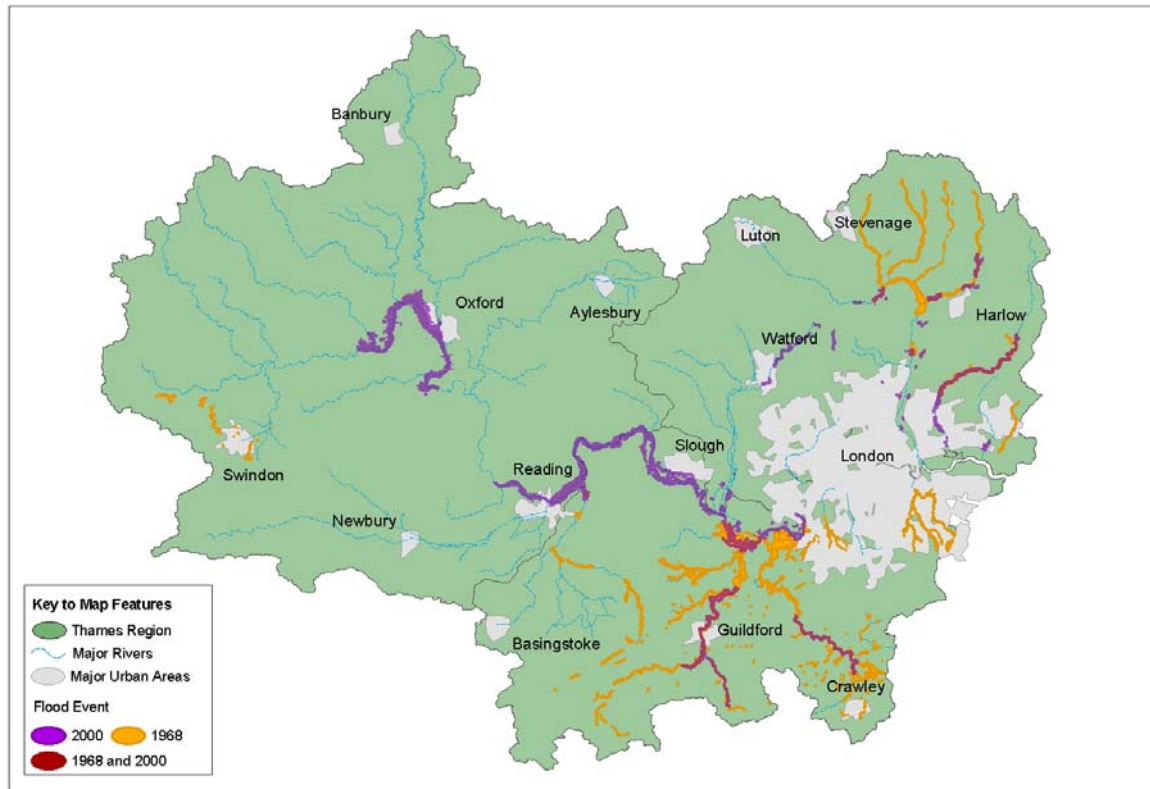 Banbury
Stevenage
Luton
Oxford
Aylesbury
Harlow
Watford
Slough
London
Swindon
Reading
Newbury
Basingstoke
Guildford
Crawley
Key to Map Features
Thames Region
Major Rivers
Major Urban Areas
Flood Event
2000 1968
1968 and 2000